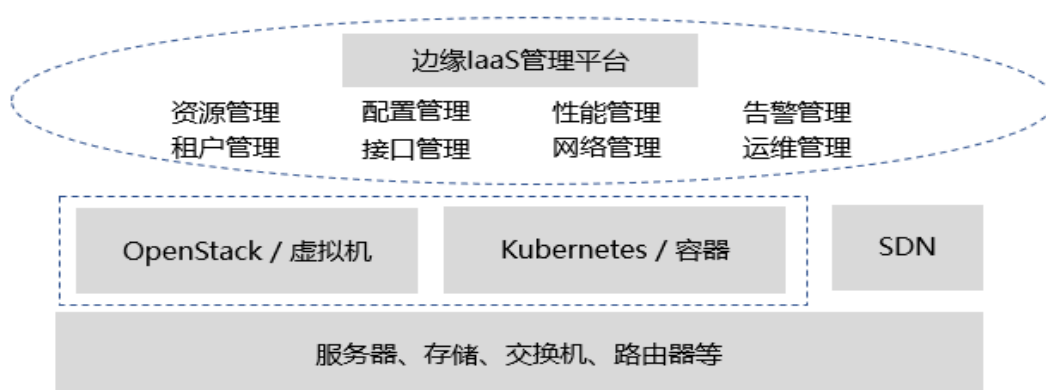 边缘IaaS管理平台
资源管理 配置管理 性能管理 告警管理
租户管理 接口管理 网络管理 运维管理
OpenStack / 虚拟机 Kubernetes / 容器 SDN
服务器、存储、交换机、路由器等